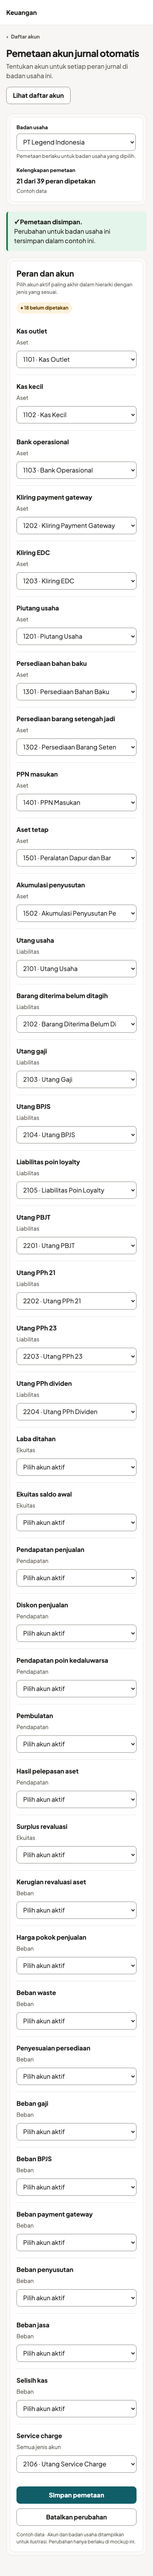 Keuangan
‹ Daftar akun
Pemetaan akun jurnal otomatis
Tentukan akun untuk setiap peran jurnal di
badan usaha ini.
Lihat daftar akun
Badan usaha
PT Legend Indonesia
Pemetaan berlaku untuk badan usaha yang dipilih.
Kelengkapan pemetaan
21 dari 39 peran dipetakan
Contoh data
✓Pemetaan disimpan.
Perubahan untuk badan usaha ini
tersimpan dalam contoh ini.
Peran dan akun
Pilih akun aktif paling akhir dalam hierarki dengan
jenis yang sesuai.
18 belum dipetakan
Kas outlet
Aset
1101 · Kas Outlet
Kas kecil
Aset
1102 · Kas Kecil
Bank operasional
Aset
1103 · Bank Operasional
Kliring payment gateway
Aset
1202 · Kliring Payment Gateway
Kliring EDC
Aset
1203 · Kliring EDC
Piutang usaha
Aset
1201 · Piutang Usaha
Persediaan bahan baku
Aset
1301 · Persediaan Bahan Baku
Persediaan barang setengah jadi
Aset
1302 · Persediaan Barang Seten
PPN masukan
Aset
1401 · PPN Masukan
Aset tetap
Aset
1501 · Peralatan Dapur dan Bar
Akumulasi penyusutan
Aset
1502 · Akumulasi Penyusutan Pe
Utang usaha
Liabilitas
2101 · Utang Usaha
Barang diterima belum ditagih
Liabilitas
2102 · Barang Diterima Belum Di
Utang gaji
Liabilitas
2103 · Utang Gaji
Utang BPJS
Liabilitas
2104 · Utang BPJS
Liabilitas poin loyalty
Liabilitas
2105 · Liabilitas Poin Loyalty
Utang PBJT
Liabilitas
2201 · Utang PBJT
Utang PPh 21
Liabilitas
2202 · Utang PPh 21
Utang PPh 23
Liabilitas
2203 · Utang PPh 23
Utang PPh dividen
Liabilitas
2204 · Utang PPh Dividen
Laba ditahan
Ekuitas
Pilih akun aktif
Ekuitas saldo awal
Ekuitas
Pilih akun aktif
Pendapatan penjualan
Pendapatan
Pilih akun aktif
Diskon penjualan
Pendapatan
Pilih akun aktif
Pendapatan poin kedaluwarsa
Pendapatan
Pilih akun aktif
Pembulatan
Pendapatan
Pilih akun aktif
Hasil pelepasan aset
Pendapatan
Pilih akun aktif
Surplus revaluasi
Ekuitas
Pilih akun aktif
Kerugian revaluasi aset
Beban
Pilih akun aktif
Harga pokok penjualan
Beban
Pilih akun aktif
Beban waste
Beban
Pilih akun aktif
Penyesuaian persediaan
Beban
Pilih akun aktif
Beban gaji
Beban
Pilih akun aktif
Beban BPJS
Beban
Pilih akun aktif
Beban payment gateway
Beban
Pilih akun aktif
Beban penyusutan
Beban
Pilih akun aktif
Beban jasa
Beban
Pilih akun aktif
Selisih kas
Beban
Pilih akun aktif
Service charge
Semua jenis akun
2106 · Utang Service Charge
Simpan pemetaan
Batalkan perubahan
Contoh data · Akun dan badan usaha ditampilkan
untuk ilustrasi. Perubahan hanya berlaku di mockup ini.